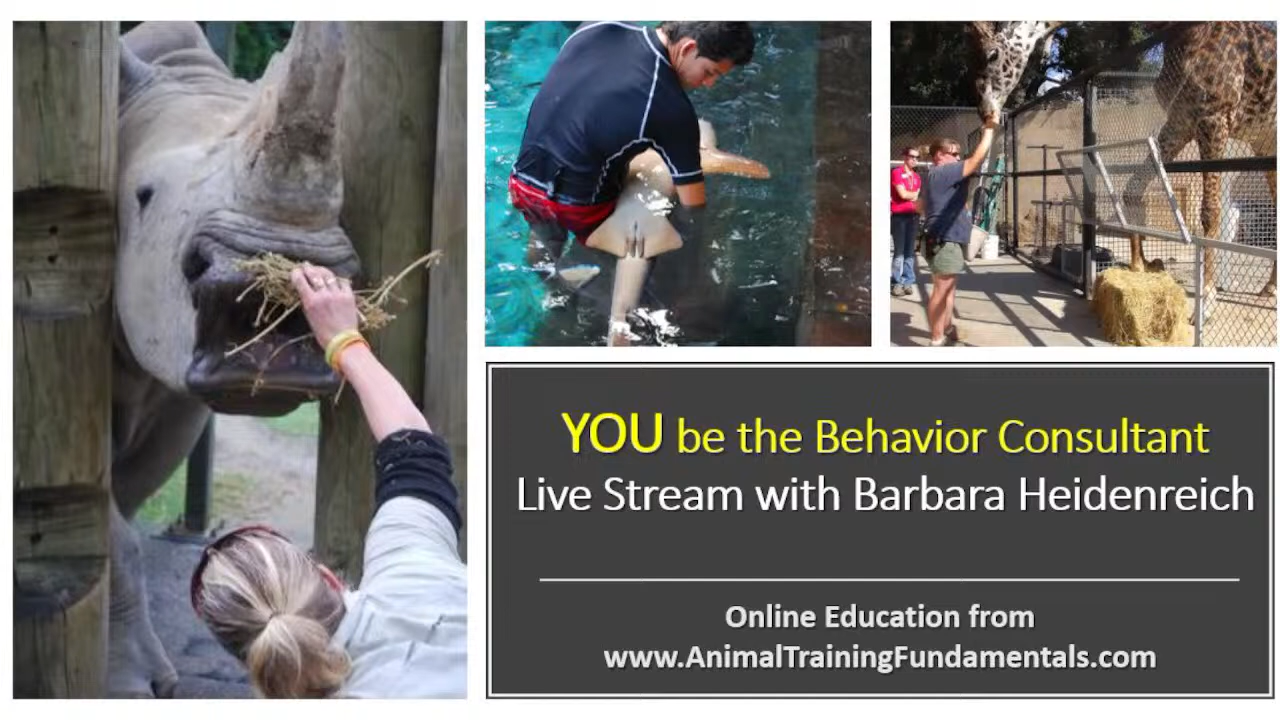 YOU be the Behavior Consultant
Live Stream with Barbara Heidenreich
Online Education from
www.AnimalTrainingFundamentals.com